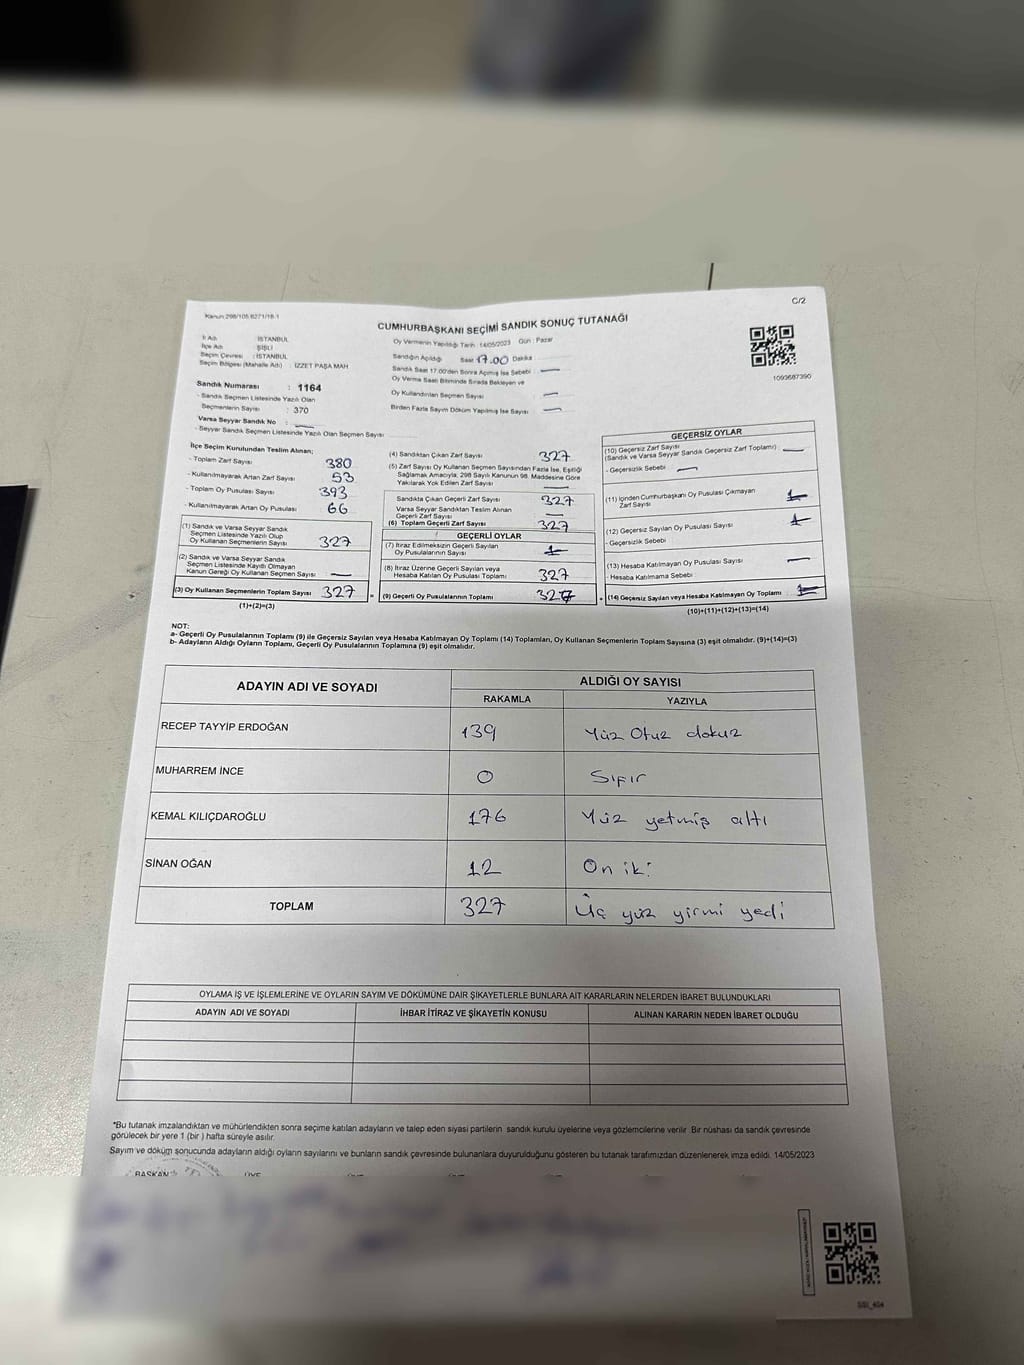 C/2
Kanun 298/105 6271/18-1
CUMHURBAŞKANI SEÇİMİ SANDIK SONUÇ TUTANAĞI
İl Adı : İSTANBUL
İlçe Adı : ŞİŞLİ
Seçim Çevresi : İSTANBUL
Seçim Bölgesi (Mahalle Adı) : İZZET PAŞA MAH
Sandık Numarası : 1164
- Sandık Seçmen Listesinde Yazılı Olan
Seçmenlerin Sayısı : 370
Varsa Seyyar Sandık No :
- Seyyar Sandık Seçmen Listesinde Yazılı Olan Seçmen Sayısı
Oy Vermenin Yapıldığı Tarih : 14/05/2023 Gün : Pazar
Sandığın Açıldığı Saat 17.00 Dakika
Sandık Saat 17.00'den Sonra Açılmış İse Sebebi :
Oy Verme Saati Bitiminde Sırada Bekleyen ve
Oy Kullandırılan Seçmen Sayısı
Birden Fazla Sayım Döküm Yapılmış İse Sayısı :
1093687390
İlçe Seçim Kurulundan Teslim Alınan;
- Toplam Zarf Sayısı 380
- Kullanılmayarak Artan Zarf Sayısı 53
- Toplam Oy Pusulası Sayısı 393
- Kullanılmayarak Artan Oy Pusulası 66
(1) Sandık ve Varsa Seyyar Sandık
Seçmen Listesinde Yazılı Olup
Oy Kullanan Seçmenlerin Sayısı 327
(2) Sandık ve Varsa Seyyar Sandık
Seçmen Listesinde Kayıtlı Olmayan
Kanun Gereği Oy Kullanan Seçmen Sayısı
(3) Oy Kullanan Seçmenlerin Toplam Sayısı 327
(1)+(2)=(3)
(4) Sandıktan Çıkan Zarf Sayısı 327
(5) Zarf Sayısı Oy Kullanan Seçmen Sayısından Fazla İse, Eşitliği
Sağlamak Amacıyla, 298 Sayılı Kanunun 98. Maddesine Göre
Yakılarak Yok Edilen Zarf Sayısı
Sandıkta Çıkan Geçerli Zarf Sayısı 327
Varsa Seyyar Sandıktan Teslim Alınan
Geçerli Zarf Sayısı
(6) Toplam Geçerli Zarf Sayısı 327
GEÇERLİ OYLAR
(7) İtiraz Edilmeksizin Geçerli Sayılan
Oy Pusulalarının Sayısı
(8) İtiraz Üzerine Geçerli Sayılan veya
Hesaba Katılan Oy Pusulası Toplamı 327
(9) Geçerli Oy Pusulalarının Toplamı 327
GEÇERSİZ OYLAR
(10) Geçersiz Zarf Sayısı
(Sandık ve Varsa Seyyar Sandık Geçersiz Zarf Toplamı)
- Geçersizlik Sebebi
(11) İçinden Cumhurbaşkanı Oy Pusulası Çıkmayan
Zarf Sayısı
(12) Geçersiz Sayılan Oy Pusulası Sayısı
- Geçersizlik Sebebi
(13) Hesaba Katılmayan Oy Pusulası Sayısı
- Hesaba Katılmama Sebebi
(14) Geçersiz Sayılan veya Hesaba Katılmayan Oy Toplamı
(10)+(11)+(12)+(13)=(14)
NOT:
a- Geçerli Oy Pusulalarının Toplamı (9) ile Geçersiz Sayılan veya Hesaba Katılmayan Oy Toplamı (14) Toplamları, Oy Kullanan Seçmenlerin Toplam Sayısına (3) eşit olmalıdır. (9)+(14)=(3)
b- Adayların Aldığı Oyların Toplamı, Geçerli Oy Pusulalarının Toplamına (9) eşit olmalıdır.
ADAYIN ADI VE SOYADI ALDIĞI OY SAYISI
RAKAMLA YAZIYLA
RECEP TAYYİP ERDOĞAN 139 Yüz Otuz dokuz
MUHARREM İNCE 0 Sıfır
KEMAL KILIÇDAROĞLU 176 Yüz yetmiş altı
SİNAN OĞAN 12 On iki
TOPLAM 327 Üç yüz yirmi yedi
OYLAMA İŞ VE İŞLEMLERİNE VE OYLARIN SAYIM VE DÖKÜMÜNE DAİR ŞİKAYETLERLE BUNLARA AİT KARARLARIN NELERDEN İBARET BULUNDUKLARI
ADAYIN ADI VE SOYADI İHBAR İTİRAZ VE ŞİKAYETİN KONUSU ALINAN KARARIN NEDEN İBARET OLDUĞU
*Bu tutanak imzalandıktan ve mühürlendikten sonra seçime katılan adayların ve talep eden siyasi partilerin sandık kurulu üyelerine veya gözlemcilerine verilir. Bir nüshası da sandık çevresinde
görülecek bir yere 1 (bir) hafta süreyle asılır.
Sayım ve döküm sonucunda adayların aldığı oyların sayılarını ve bunların sandık çevresinde bulunanlara duyurulduğunu gösteren bu tutanak tarafımızdan düzenlenerek imza edildi. 14/05/2023
BAŞKAN ÜYE